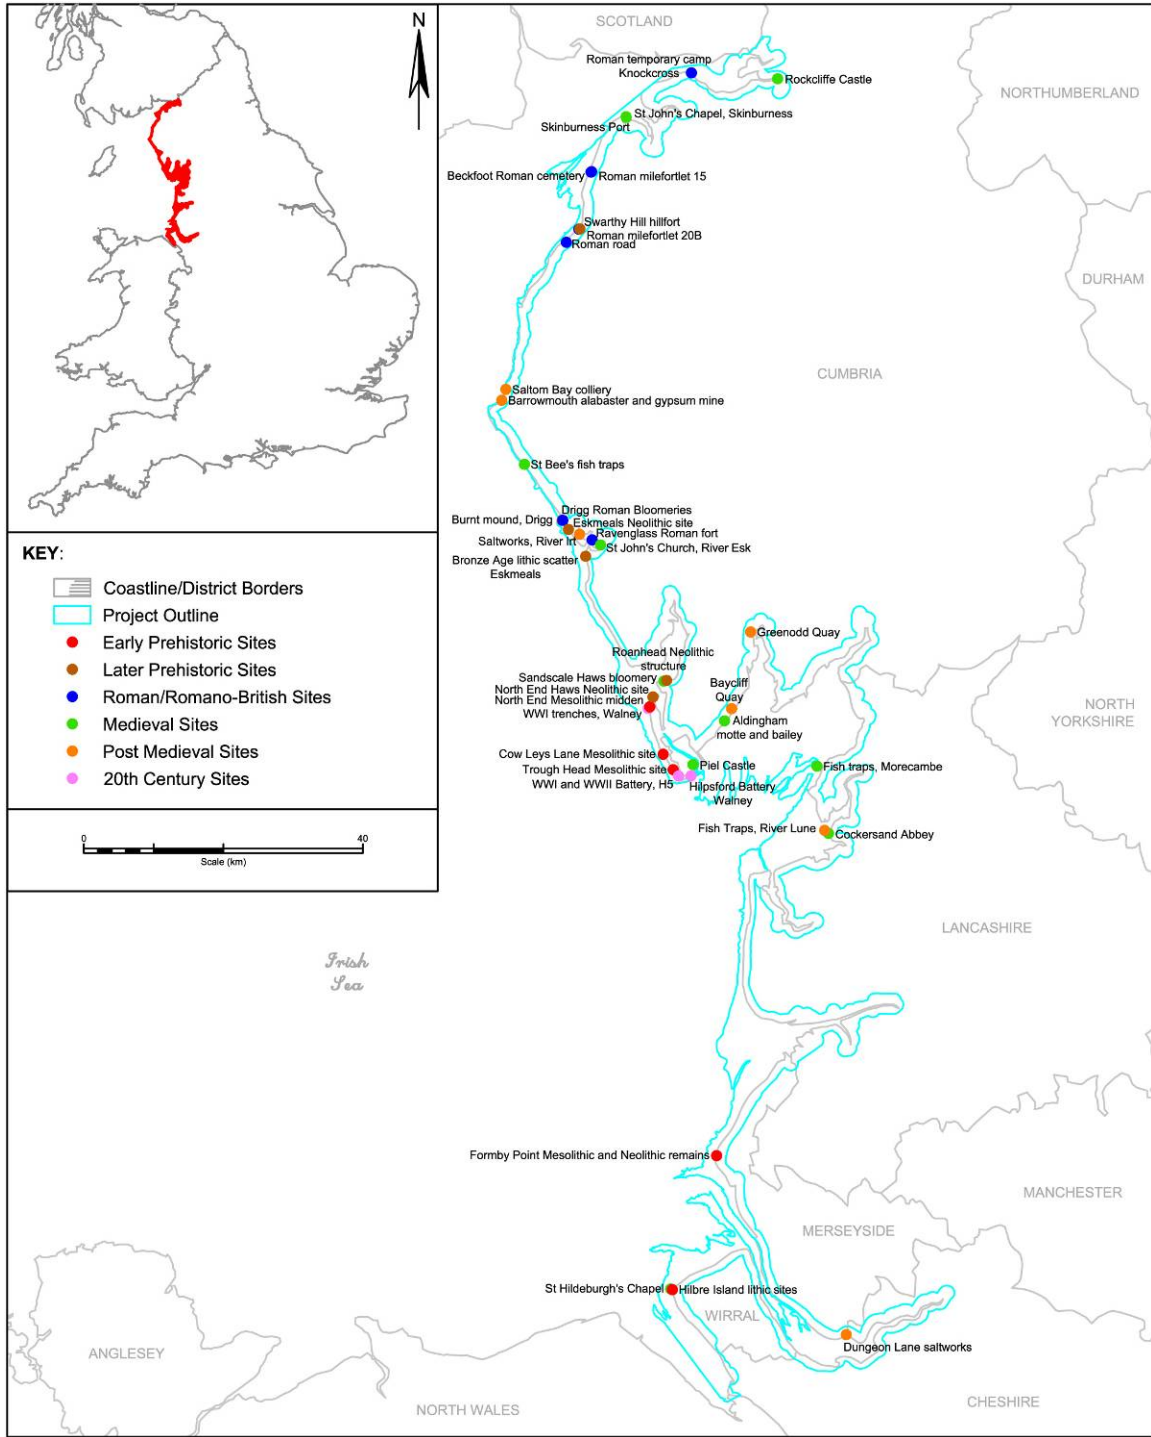 N
SCOTLAND
Roman temporary camp
Knockcross
Rockcliffe Castle
NORTHUMBERLAND
St John's Chapel, Skinburness
Skinburness Port
Beckfoot Roman cemetery
Roman milefortlet 15
Swarthy Hill hillfort
Roman milefortlet 20B
Roman road
DURHAM
CUMBRIA
Saltom Bay colliery
Barrowmouth alabaster and gypsum mine
St Bee's fish traps
Drigg Roman Bloomeries
Burnt mound, Drigg
Eskmeals Neolithic site
Ravenglass Roman fort
Saltworks, River Irt
St John's Church, River Esk
Bronze Age lithic scatter
Eskmeals
KEY:
Coastline/District Borders
Project Outline
Early Prehistoric Sites
Later Prehistoric Sites
Roman/Romano-British Sites
Medieval Sites
Post Medieval Sites
20th Century Sites
0
40
Scale (km)
Greenodd Quay
Roanhead Neolithic
structure
Sandscale Haws bloomery
North End Haws Neolithic site
North End Mesolithic midden
WWI trenches, Walney
Baycliff
Quay
Aldingham
motte and bailey
NORTH
YORKSHIRE
Cow Leys Lane Mesolithic site
Trough Head Mesolithic site
WWI and WWII Battery, H5
Piel Castle
Hilpsford Battery
Walney
Fish traps, Morecambe
Fish Traps, River Lune
Cockersand Abbey
LANCASHIRE
Irish
Sea
Formby Point Mesolithic and Neolithic remains
MANCHESTER
MERSEYSIDE
St Hildeburgh's Chapel
Hilbre Island lithic sites
WIRRAL
Dungeon Lane saltworks
ANGLESEY
NORTH WALES
CHESHIRE